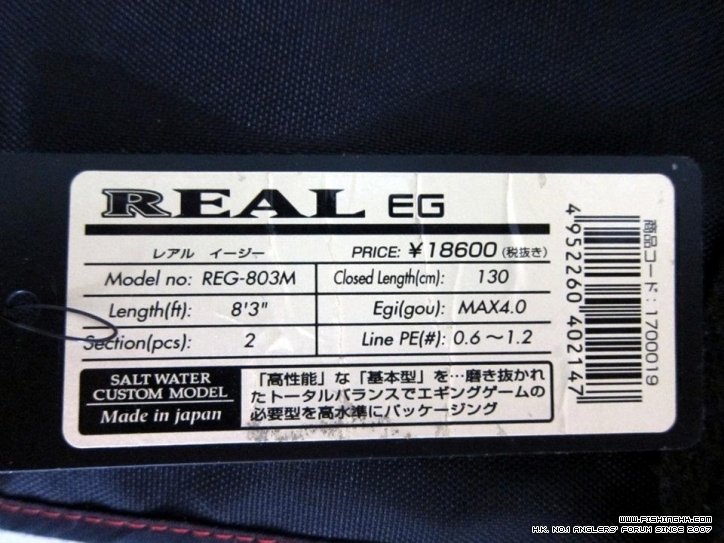 REAL EG
レアル イージー PRICE: ¥18600 (税抜き)
Model no: REG-803M Closed Length(cm): 130
Length(ft): 8'3" Egi(gou): MAX4.0
Section(pcs): 2 Line PE(#): 0.6〜1.2
SALT WATER
CUSTOM MODEL
Made in japan
「高性能」な「基本型」を…磨き抜かれ
たトータルバランスでエギングゲームの
必要型を高水準にパッケージング
4952260 402147
商品コード：1700019
WWW.FISHINGHK.COM
H.K. NO.1 ANGLERS' FORUM SINCE 2007